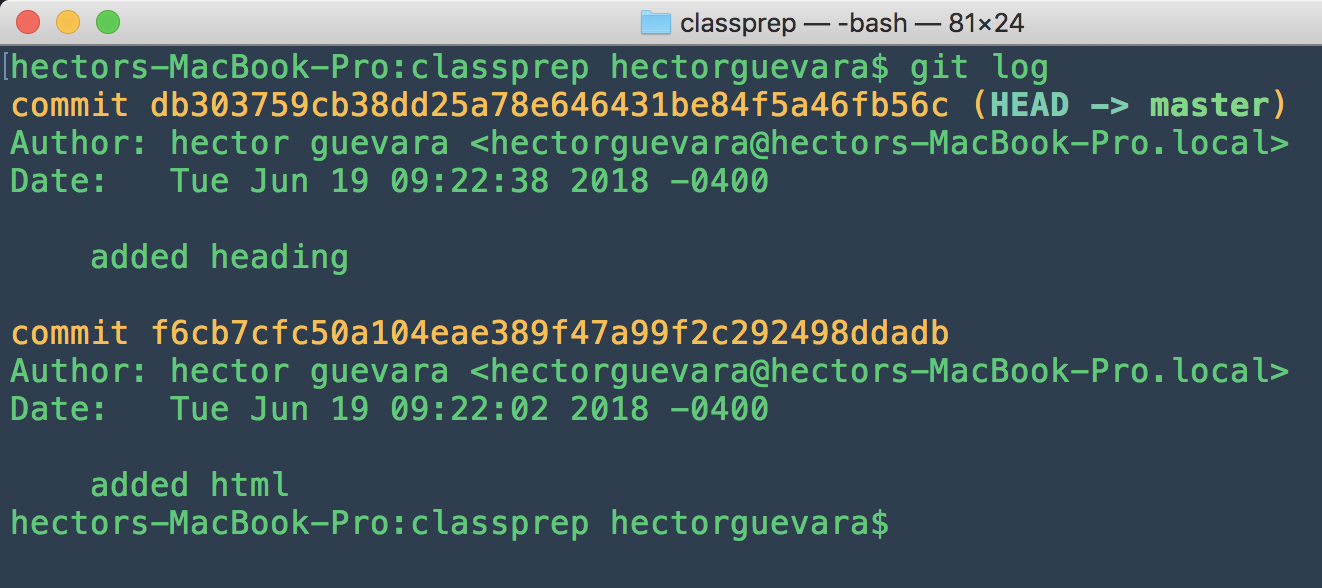 classprep — -bash — 81×24
[hectors-MacBook-Pro:classprep hectorguevara$ git log
commit db303759cb38dd25a78e646431be84f5a46fb56c (HEAD -> master)
Author: hector guevara <hectorguevara@hectors-MacBook-Pro.local>
Date:   Tue Jun 19 09:22:38 2018 -0400
added heading
commit f6cb7cfc50a104eae389f47a99f2c292498ddadb
Author: hector guevara <hectorguevara@hectors-MacBook-Pro.local>
Date:   Tue Jun 19 09:22:02 2018 -0400
added html
hectors-MacBook-Pro:classprep hectorguevara$